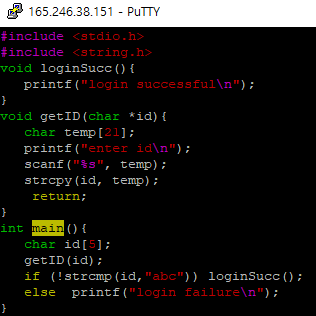 165.246.38.151 - PuTTY
#include <stdio.h>
#include <string.h>
void loginSucc(){
    printf("login successful\n");
}
void getID(char *id){
    char temp[21];
    printf("enter id\n");
    scanf("%s", temp);
    strcpy(id, temp);
     return;
}
int main(){
    char id[5];
    getID(id);
    if (!strcmp(id,"abc")) loginSucc();
    else  printf("login failure\n");
}